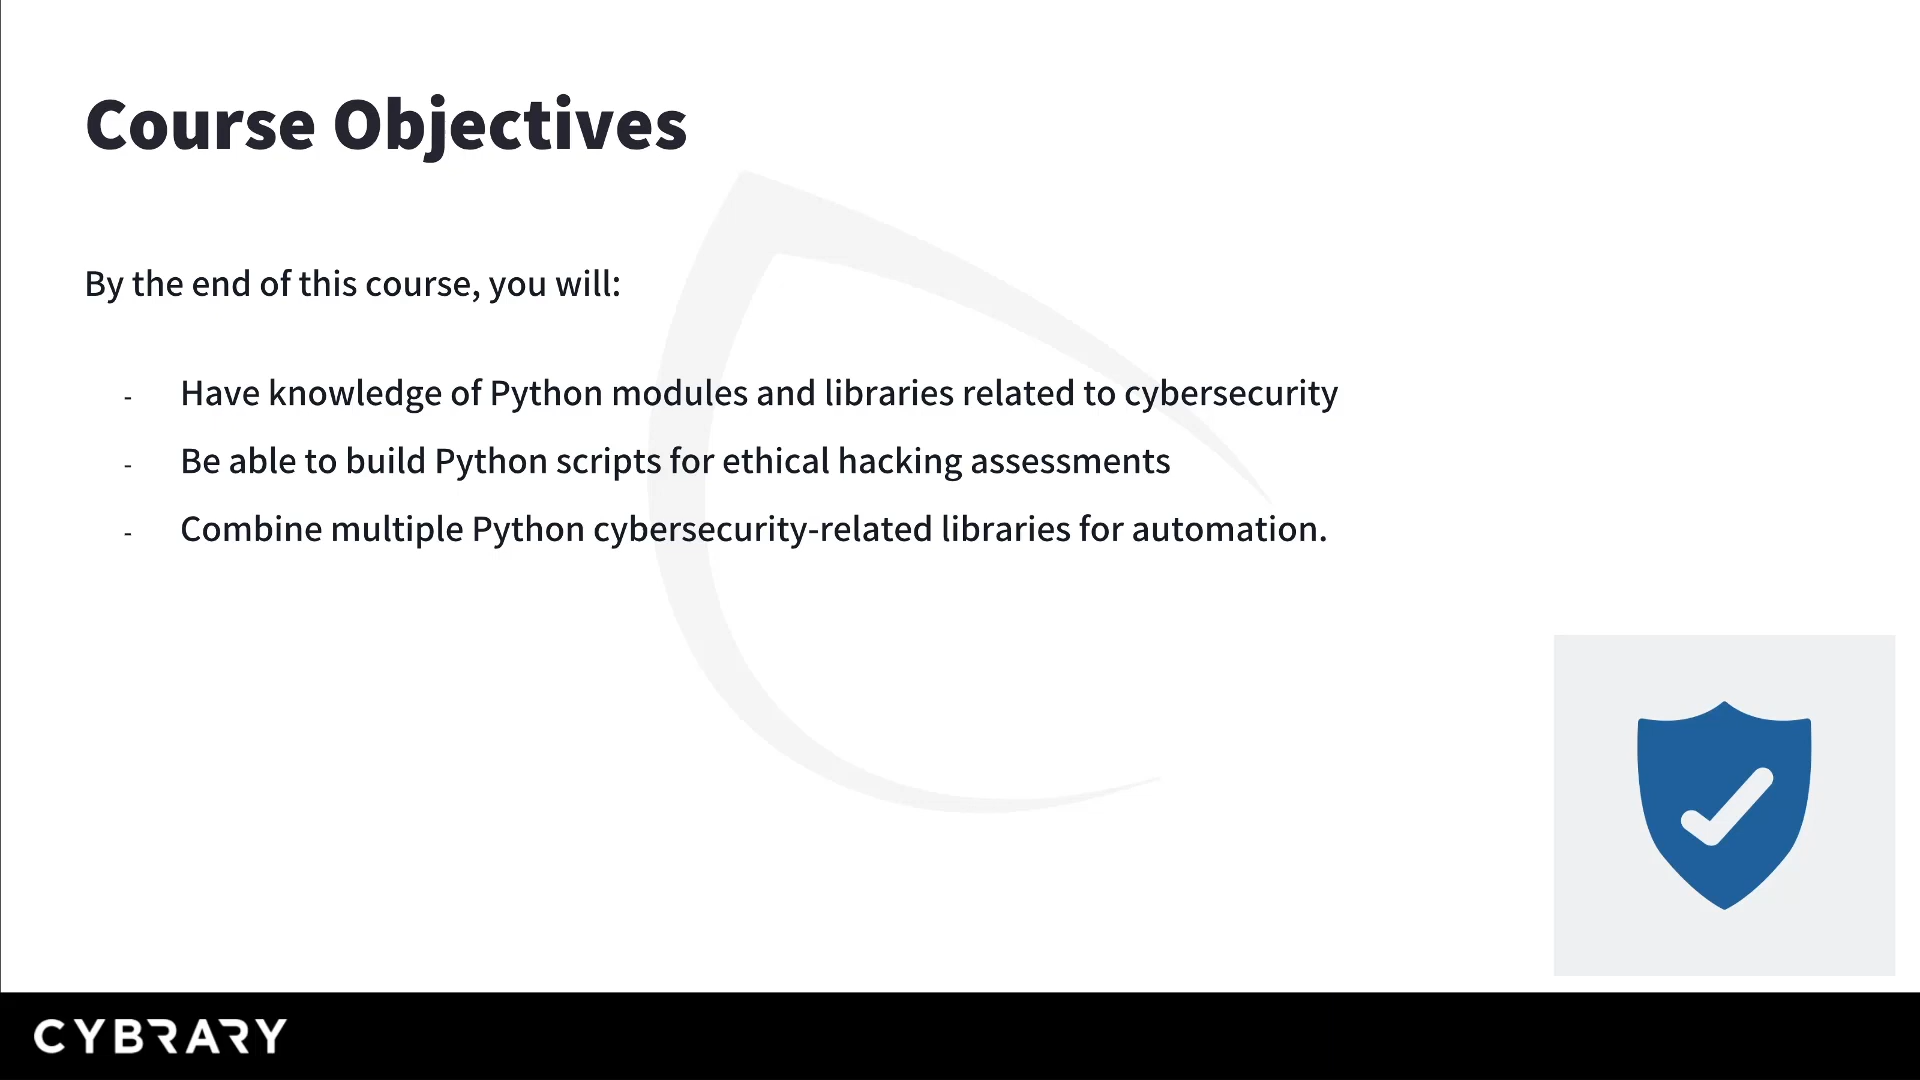 Course Objectives
By the end of this course, you will:
- Have knowledge of Python modules and libraries related to cybersecurity
- Be able to build Python scripts for ethical hacking assessments
- Combine multiple Python cybersecurity-related libraries for automation.
CYBRARY